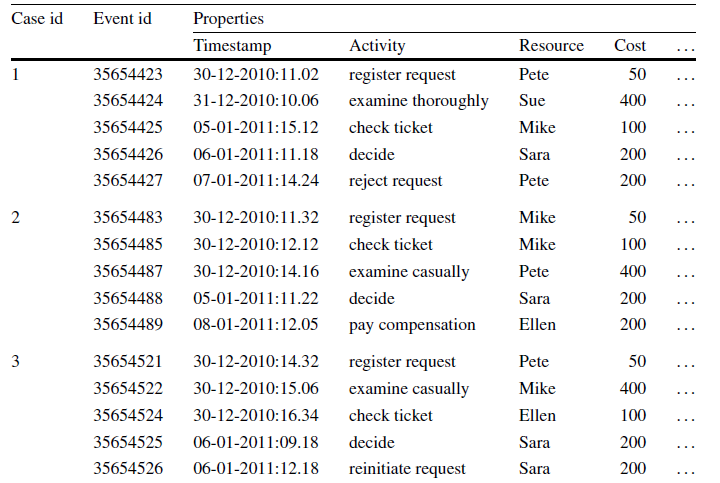 Case id Event id Properties
Timestamp Activity Resource Cost ...
1 35654423 30-12-2010:11.02 register request Pete 50 ...
35654424 31-12-2010:10.06 examine thoroughly Sue 400 ...
35654425 05-01-2011:15.12 check ticket Mike 100 ...
35654426 06-01-2011:11.18 decide Sara 200 ...
35654427 07-01-2011:14.24 reject request Pete 200 ...
2 35654483 30-12-2010:11.32 register request Mike 50 ...
35654485 30-12-2010:12.12 check ticket Mike 100 ...
35654487 30-12-2010:14.16 examine casually Pete 400 ...
35654488 05-01-2011:11.22 decide Sara 200 ...
35654489 08-01-2011:12.05 pay compensation Ellen 200 ...
3 35654521 30-12-2010:14.32 register request Pete 50 ...
35654522 30-12-2010:15.06 examine casually Mike 400 ...
35654524 30-12-2010:16.34 check ticket Ellen 100 ...
35654525 06-01-2011:09.18 decide Sara 200 ...
35654526 06-01-2011:12.18 reinitiate request Sara 200 ...